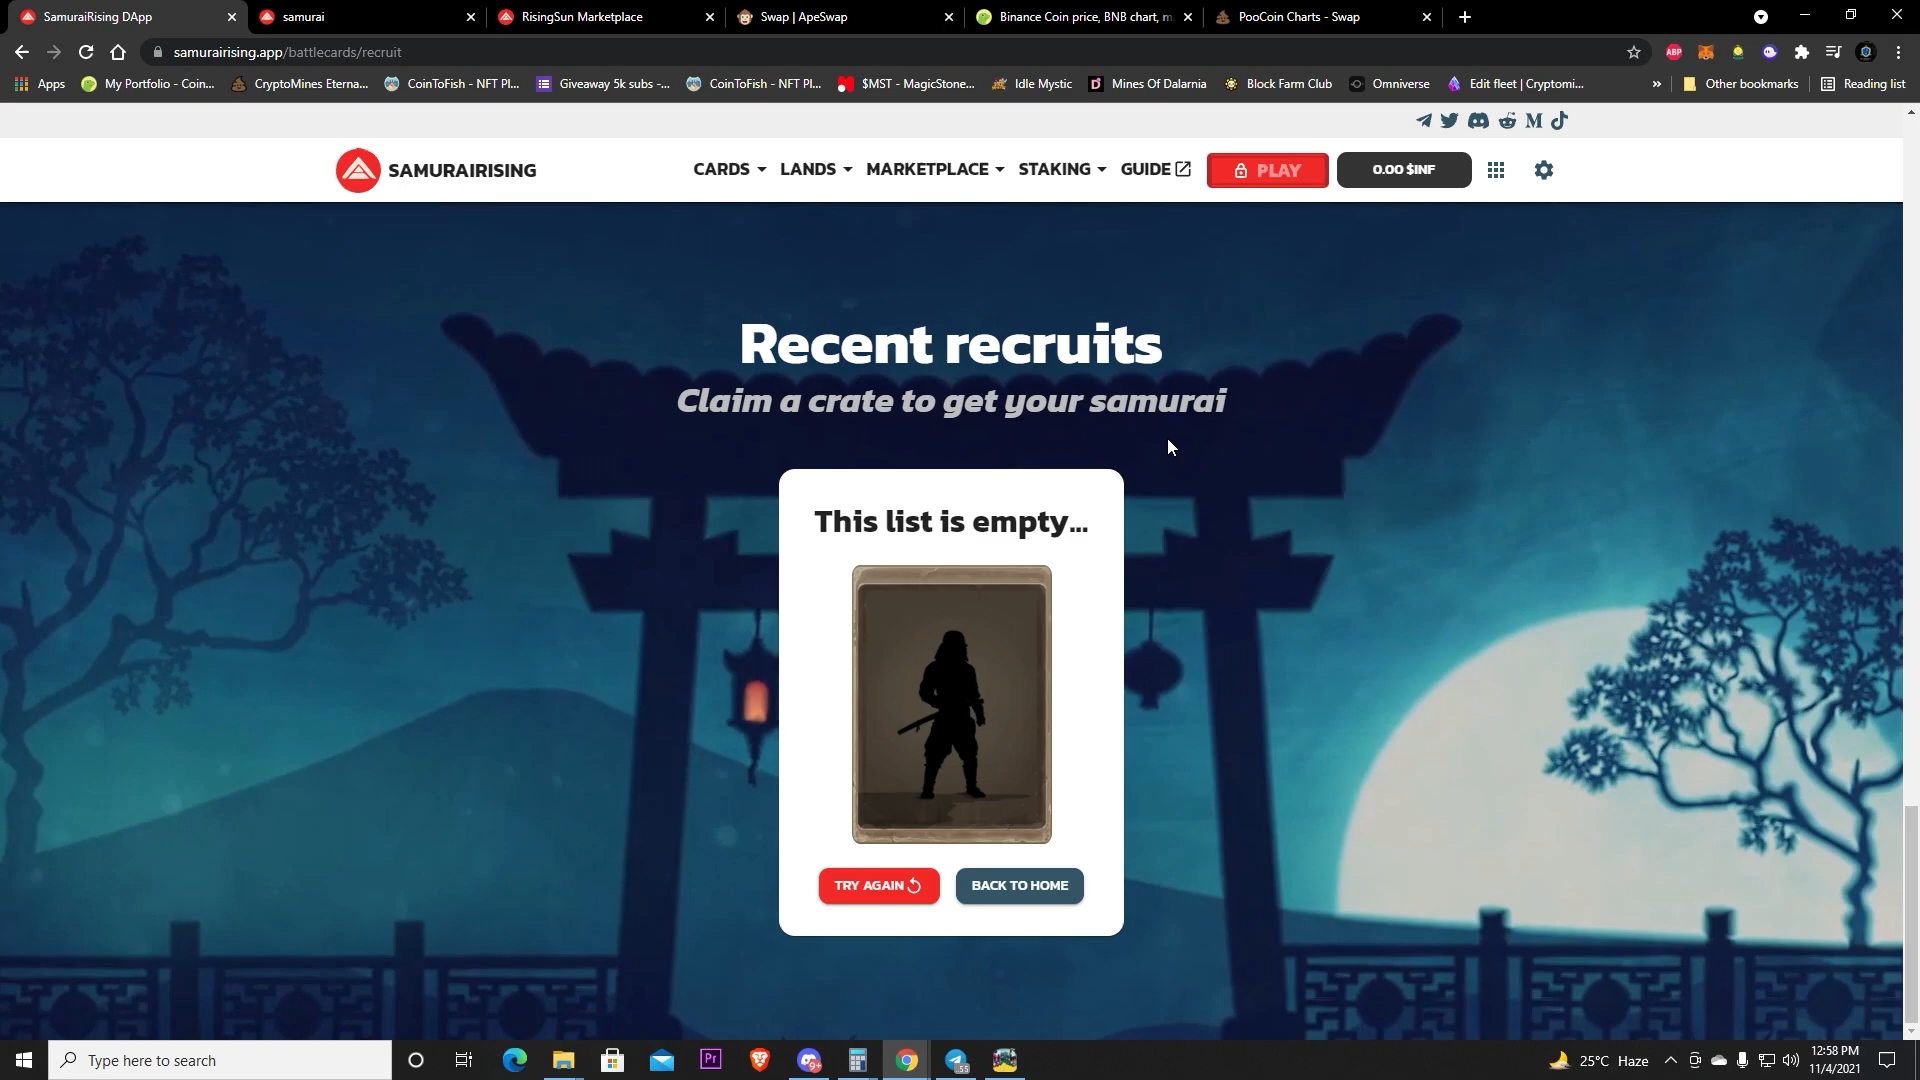 SamuraiRising DApp
samurai
RisingSun Marketplace
Swap | ApeSwap
Binance Coin price, BNB chart, m
PooCoin Charts - Swap
samurairising.app/battlecards/recruit
ABP
Apps
My Portfolio - Coin...
CryptoMines Eterna...
CoinToFish - NFT Pl...
Giveaway 5k subs -...
CoinToFish - NFT Pl...
$MST - MagicStone...
Idle Mystic
Mines Of Dalarnia
Block Farm Club
Omniverse
Edit fleet | Cryptomi...
»
Other bookmarks
Reading list
SAMURAIRISING
CARDS
LANDS
MARKETPLACE
STAKING
GUIDE
PLAY
0.00 $INF
Recent recruits
Claim a crate to get your samurai
This list is empty...
TRY AGAIN
BACK TO HOME
Type here to search
Pr
9+
55
25°C Haze
12:58 PM
11/4/2021